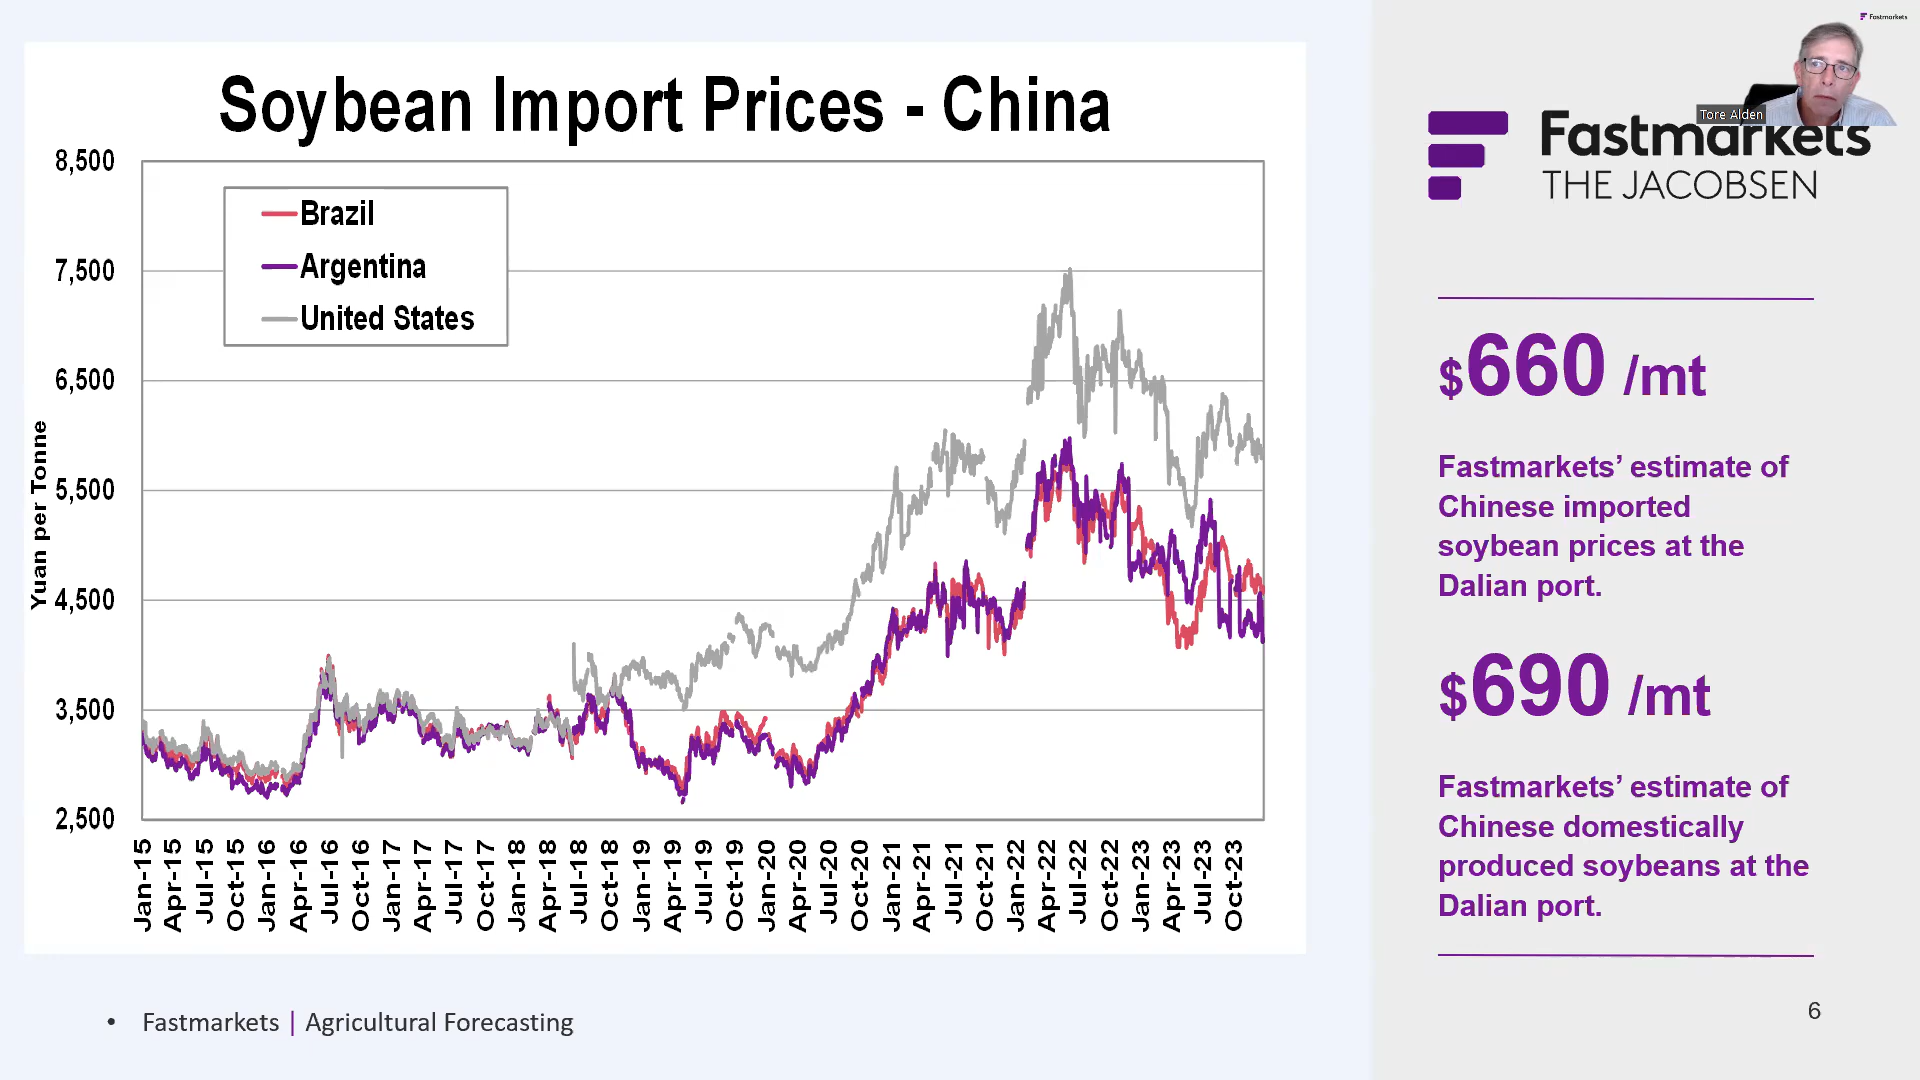 Fastmarkets
Tore Alden
Soybean Import Prices - China
8,500
7,500
6,500
5,500
4,500
3,500
2,500
Yuan per Tonne
Brazil
Argentina
United States
Jan-15
Apr-15
Jul-15
Oct-15
Jan-16
Apr-16
Jul-16
Oct-16
Jan-17
Apr-17
Jul-17
Oct-17
Jan-18
Apr-18
Jul-18
Oct-18
Jan-19
Apr-19
Jul-19
Oct-19
Jan-20
Apr-20
Jul-20
Oct-20
Jan-21
Apr-21
Jul-21
Oct-21
Jan-22
Apr-22
Jul-22
Oct-22
Jan-23
Apr-23
Jul-23
Oct-23
Fastmarkets
THE JACOBSEN
$660 /mt
Fastmarkets’ estimate of
Chinese imported
soybean prices at the
Dalian port.
$690 /mt
Fastmarkets’ estimate of
Chinese domestically
produced soybeans at the
Dalian port.
• Fastmarkets | Agricultural Forecasting
6